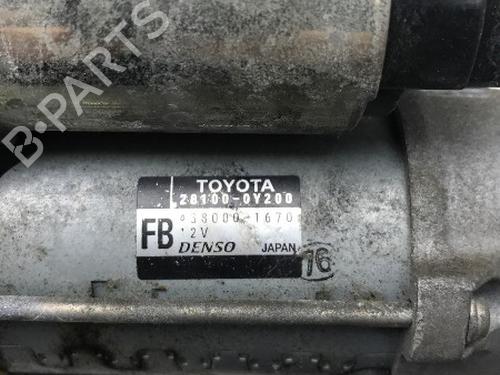 B-PARTS
TOYOTA
28100-0Y200
438000-1670
12V
FB DENSO JAPAN
16